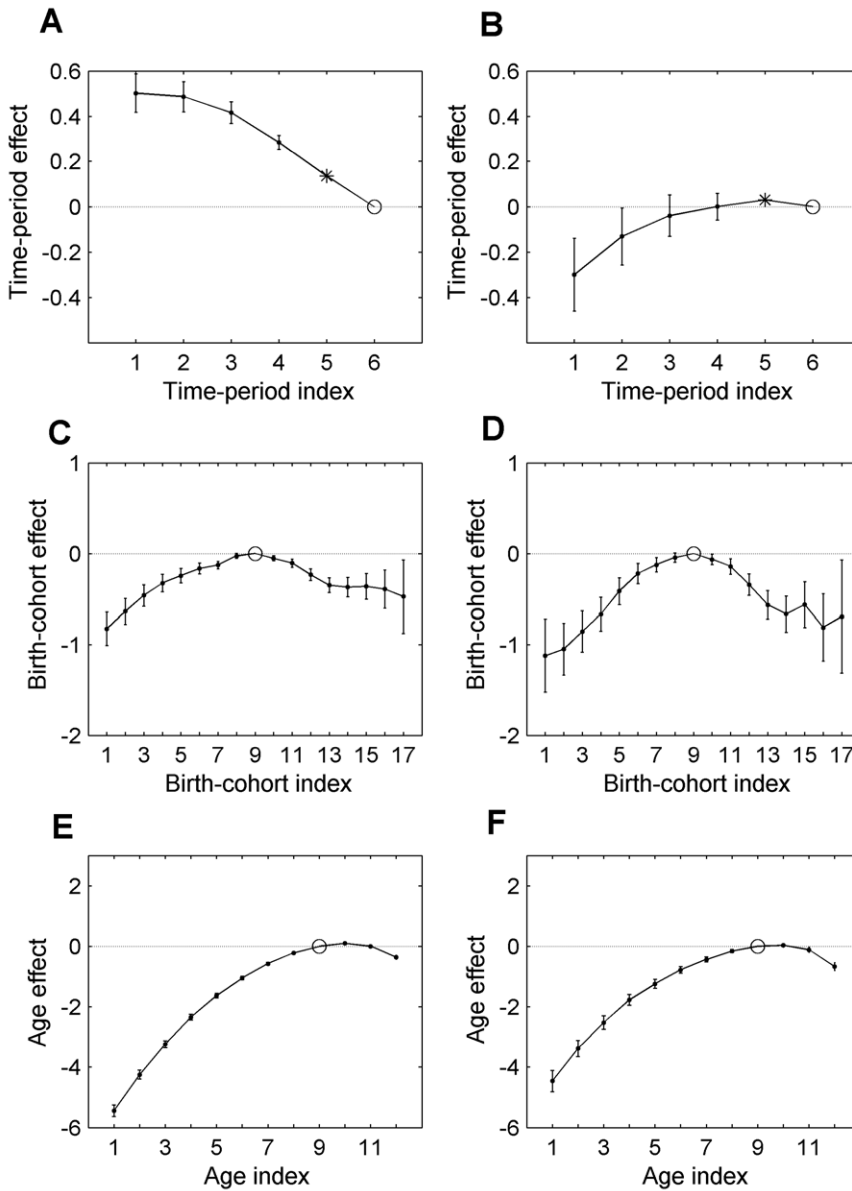 A
B
0.6
0.4
0.2
0
-0.2
-0.4
Time-period effect
1 2 3 4 5 6
Time-period index
0.6
0.4
0.2
0
-0.2
-0.4
Time-period effect
1 2 3 4 5 6
Time-period index
C
D
1
0
-1
-2
Birth-cohort effect
1 3 5 7 9 11 13 15 17
Birth-cohort index
1
0
-1
-2
Birth-cohort effect
1 3 5 7 9 11 13 15 17
Birth-cohort index
E
F
2
0
-2
-4
-6
Age effect
1 3 5 7 9 11
Age index
2
0
-2
-4
-6
Age effect
1 3 5 7 9 11
Age index